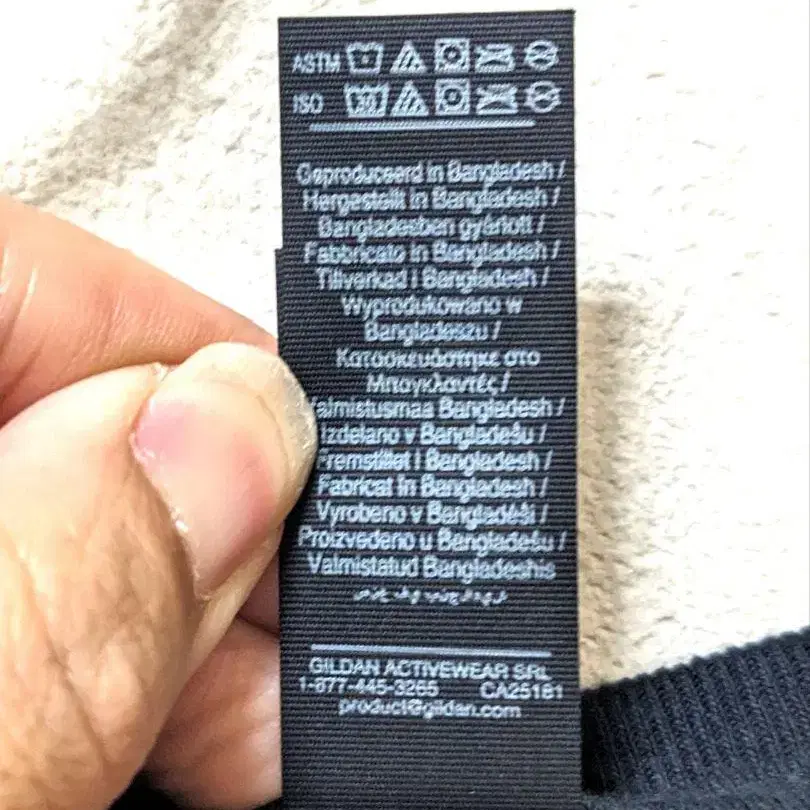 ASTM
ISO 30
Geproduceerd in Bangladesh /
Hergestellt in Bangladesh /
Bangladesben gyártott /
Fabbricato in Bangladesh /
Tillverkad i Bangladesh /
Wyprodukowano w
Bangladeszu /
Κατασκευάστηκε στο
Μπαγκλαντές /
Valmistusmaa Bangladesh /
Izdelano v Bangladešu /
Fremstillet i Bangladesh /
Fabricat în Bangladesh /
Vyrobeno v Bangladéši /
Proizvedeno u Bangladešu /
Valmistatud Bangladeshis
GILDAN ACTIVEWEAR SRL
1-877-445-3265 CA25181
product@gildan.com